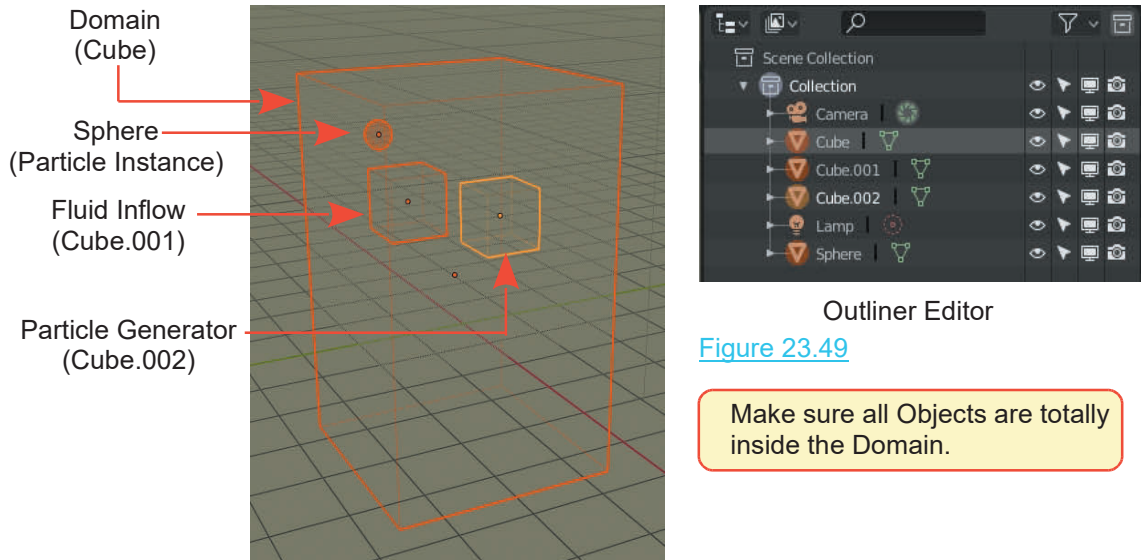 Domain
(Cube)
Sphere
(Particle Instance)
Fluid Inflow
(Cube.001)
Particle Generator
(Cube.002)
Scene Collection
Collection
Camera
Cube
Cube.001
Cube.002
Lamp
Sphere
Outliner Editor
Figure 23.49
Make sure all Objects are totally
inside the Domain.